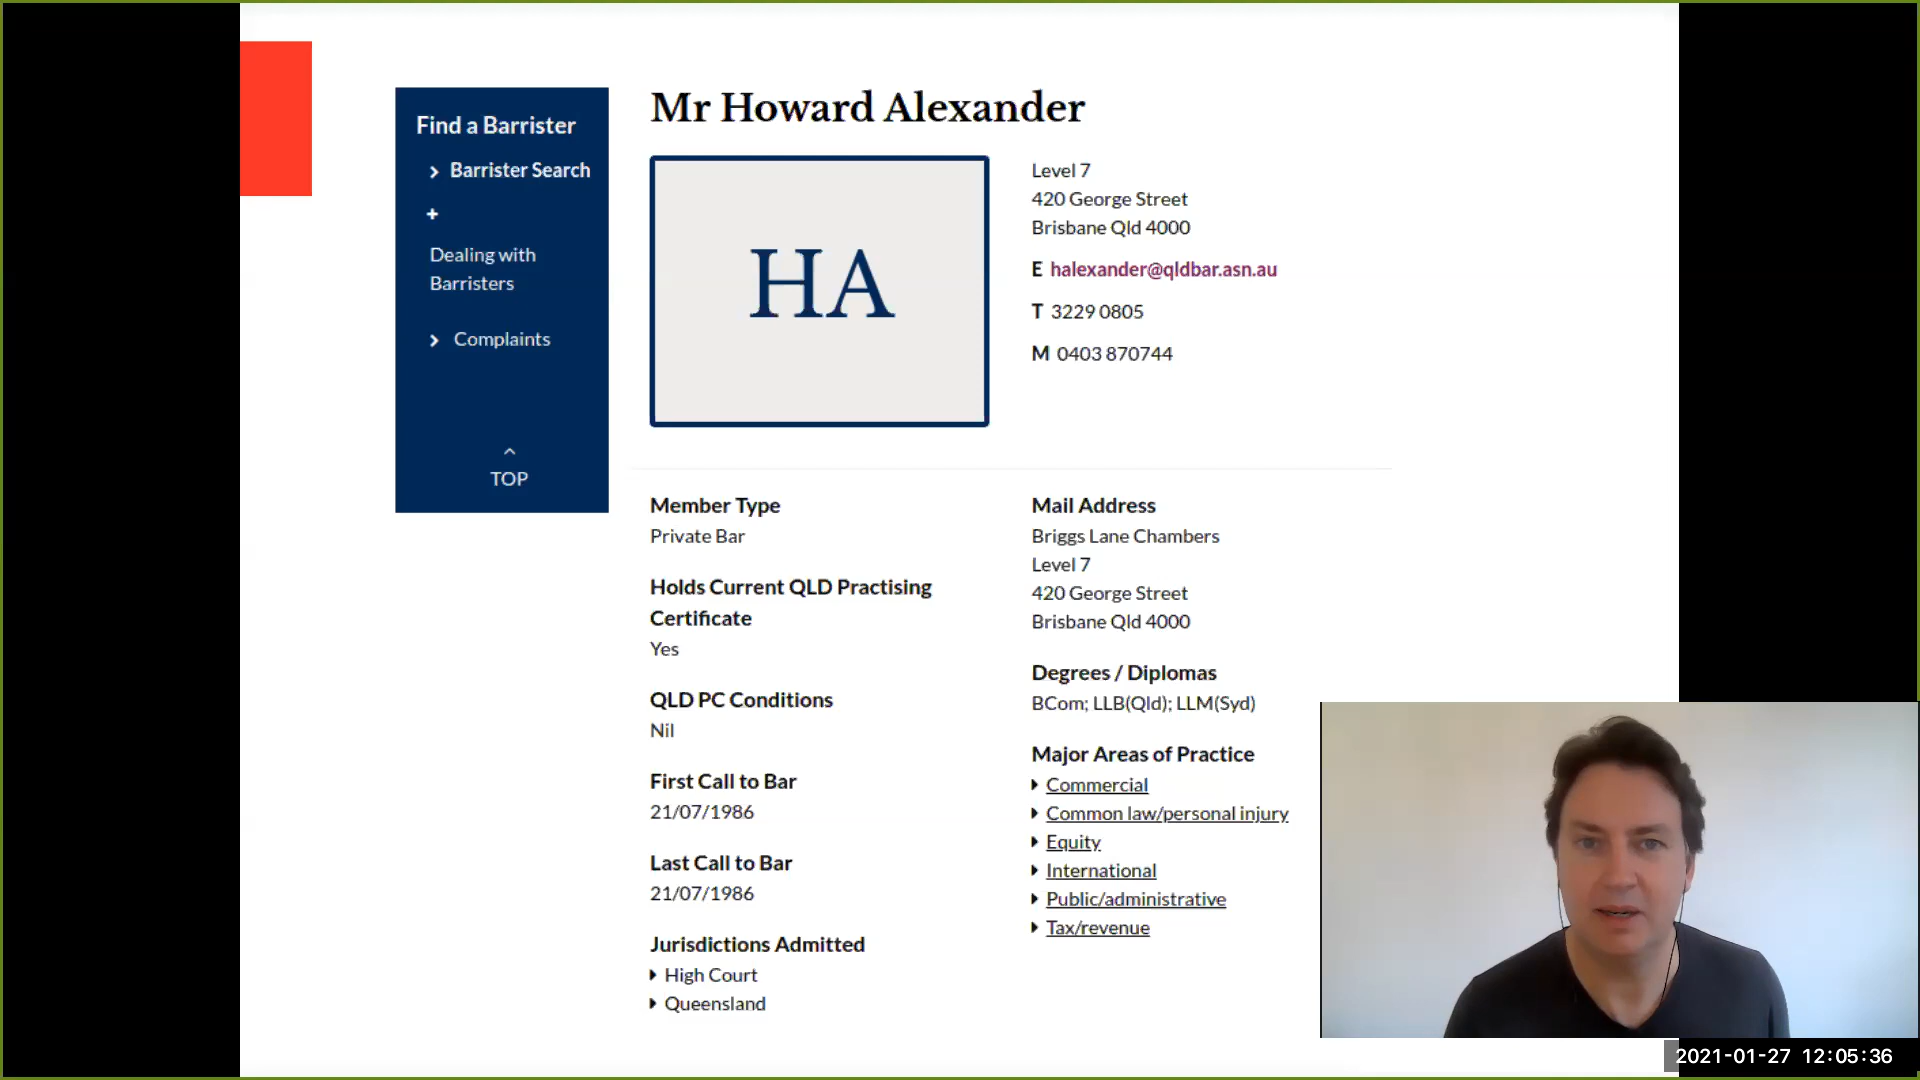 Find a Barrister
Barrister Search
+
Dealing with
Barristers
Complaints
TOP
Mr Howard Alexander
HA
Level 7
420 George Street
Brisbane Qld 4000
E halexander@qldbar.asn.au
T 3229 0805
M 0403 870744
Member Type
Private Bar
Holds Current QLD Practising
Certificate
Yes
QLD PC Conditions
Nil
First Call to Bar
21/07/1986
Last Call to Bar
21/07/1986
Jurisdictions Admitted
High Court
Queensland
Mail Address
Briggs Lane Chambers
Level 7
420 George Street
Brisbane Qld 4000
Degrees / Diplomas
BCom; LLB(Qld); LLM(Syd)
Major Areas of Practice
Commercial
Common law/personal injury
Equity
International
Public/administrative
Tax/revenue
2021-01-27 12:05:36